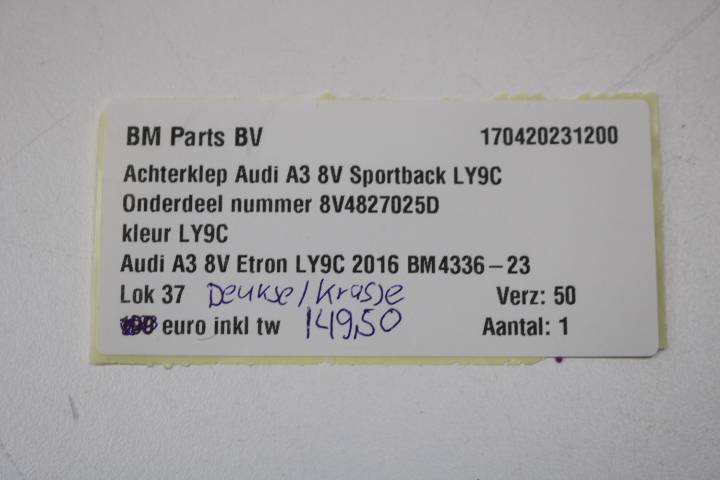 BM Parts BV 170420231200
Achterklep Audi A3 8V Sportback LY9C
Onderdeel nummer 8V4827025D
kleur LY9C
Audi A3 8V Etron LY9C 2016 BM4336-23
Lok 37 Deukje/Krasje Verz: 50
euro inkl tw 149,50 Aantal: 1